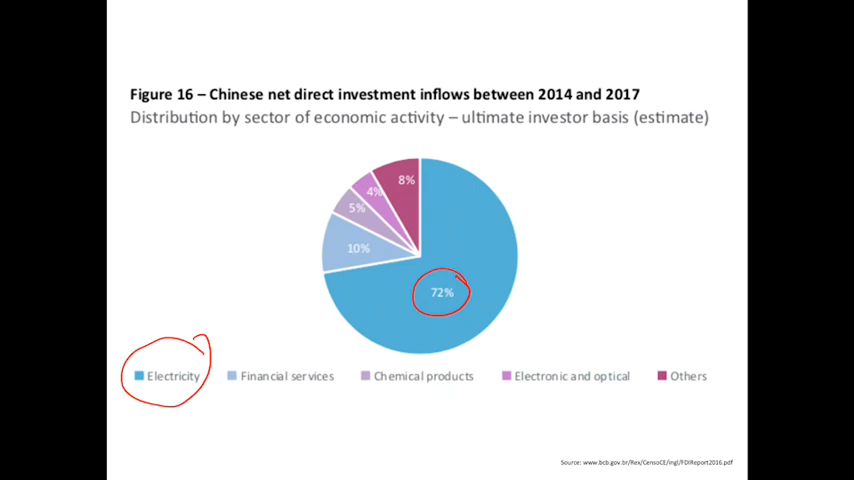 Figure 16 – Chinese net direct investment inflows between 2014 and 2017
Distribution by sector of economic activity – ultimate investor basis (estimate)
8%
4%
5%
10%
72%
Electricity
Financial services
Chemical products
Electronic and optical
Others
Source: www.bcb.gov.br/Rex/CensoCE/ingl/FDIReport2016.pdf